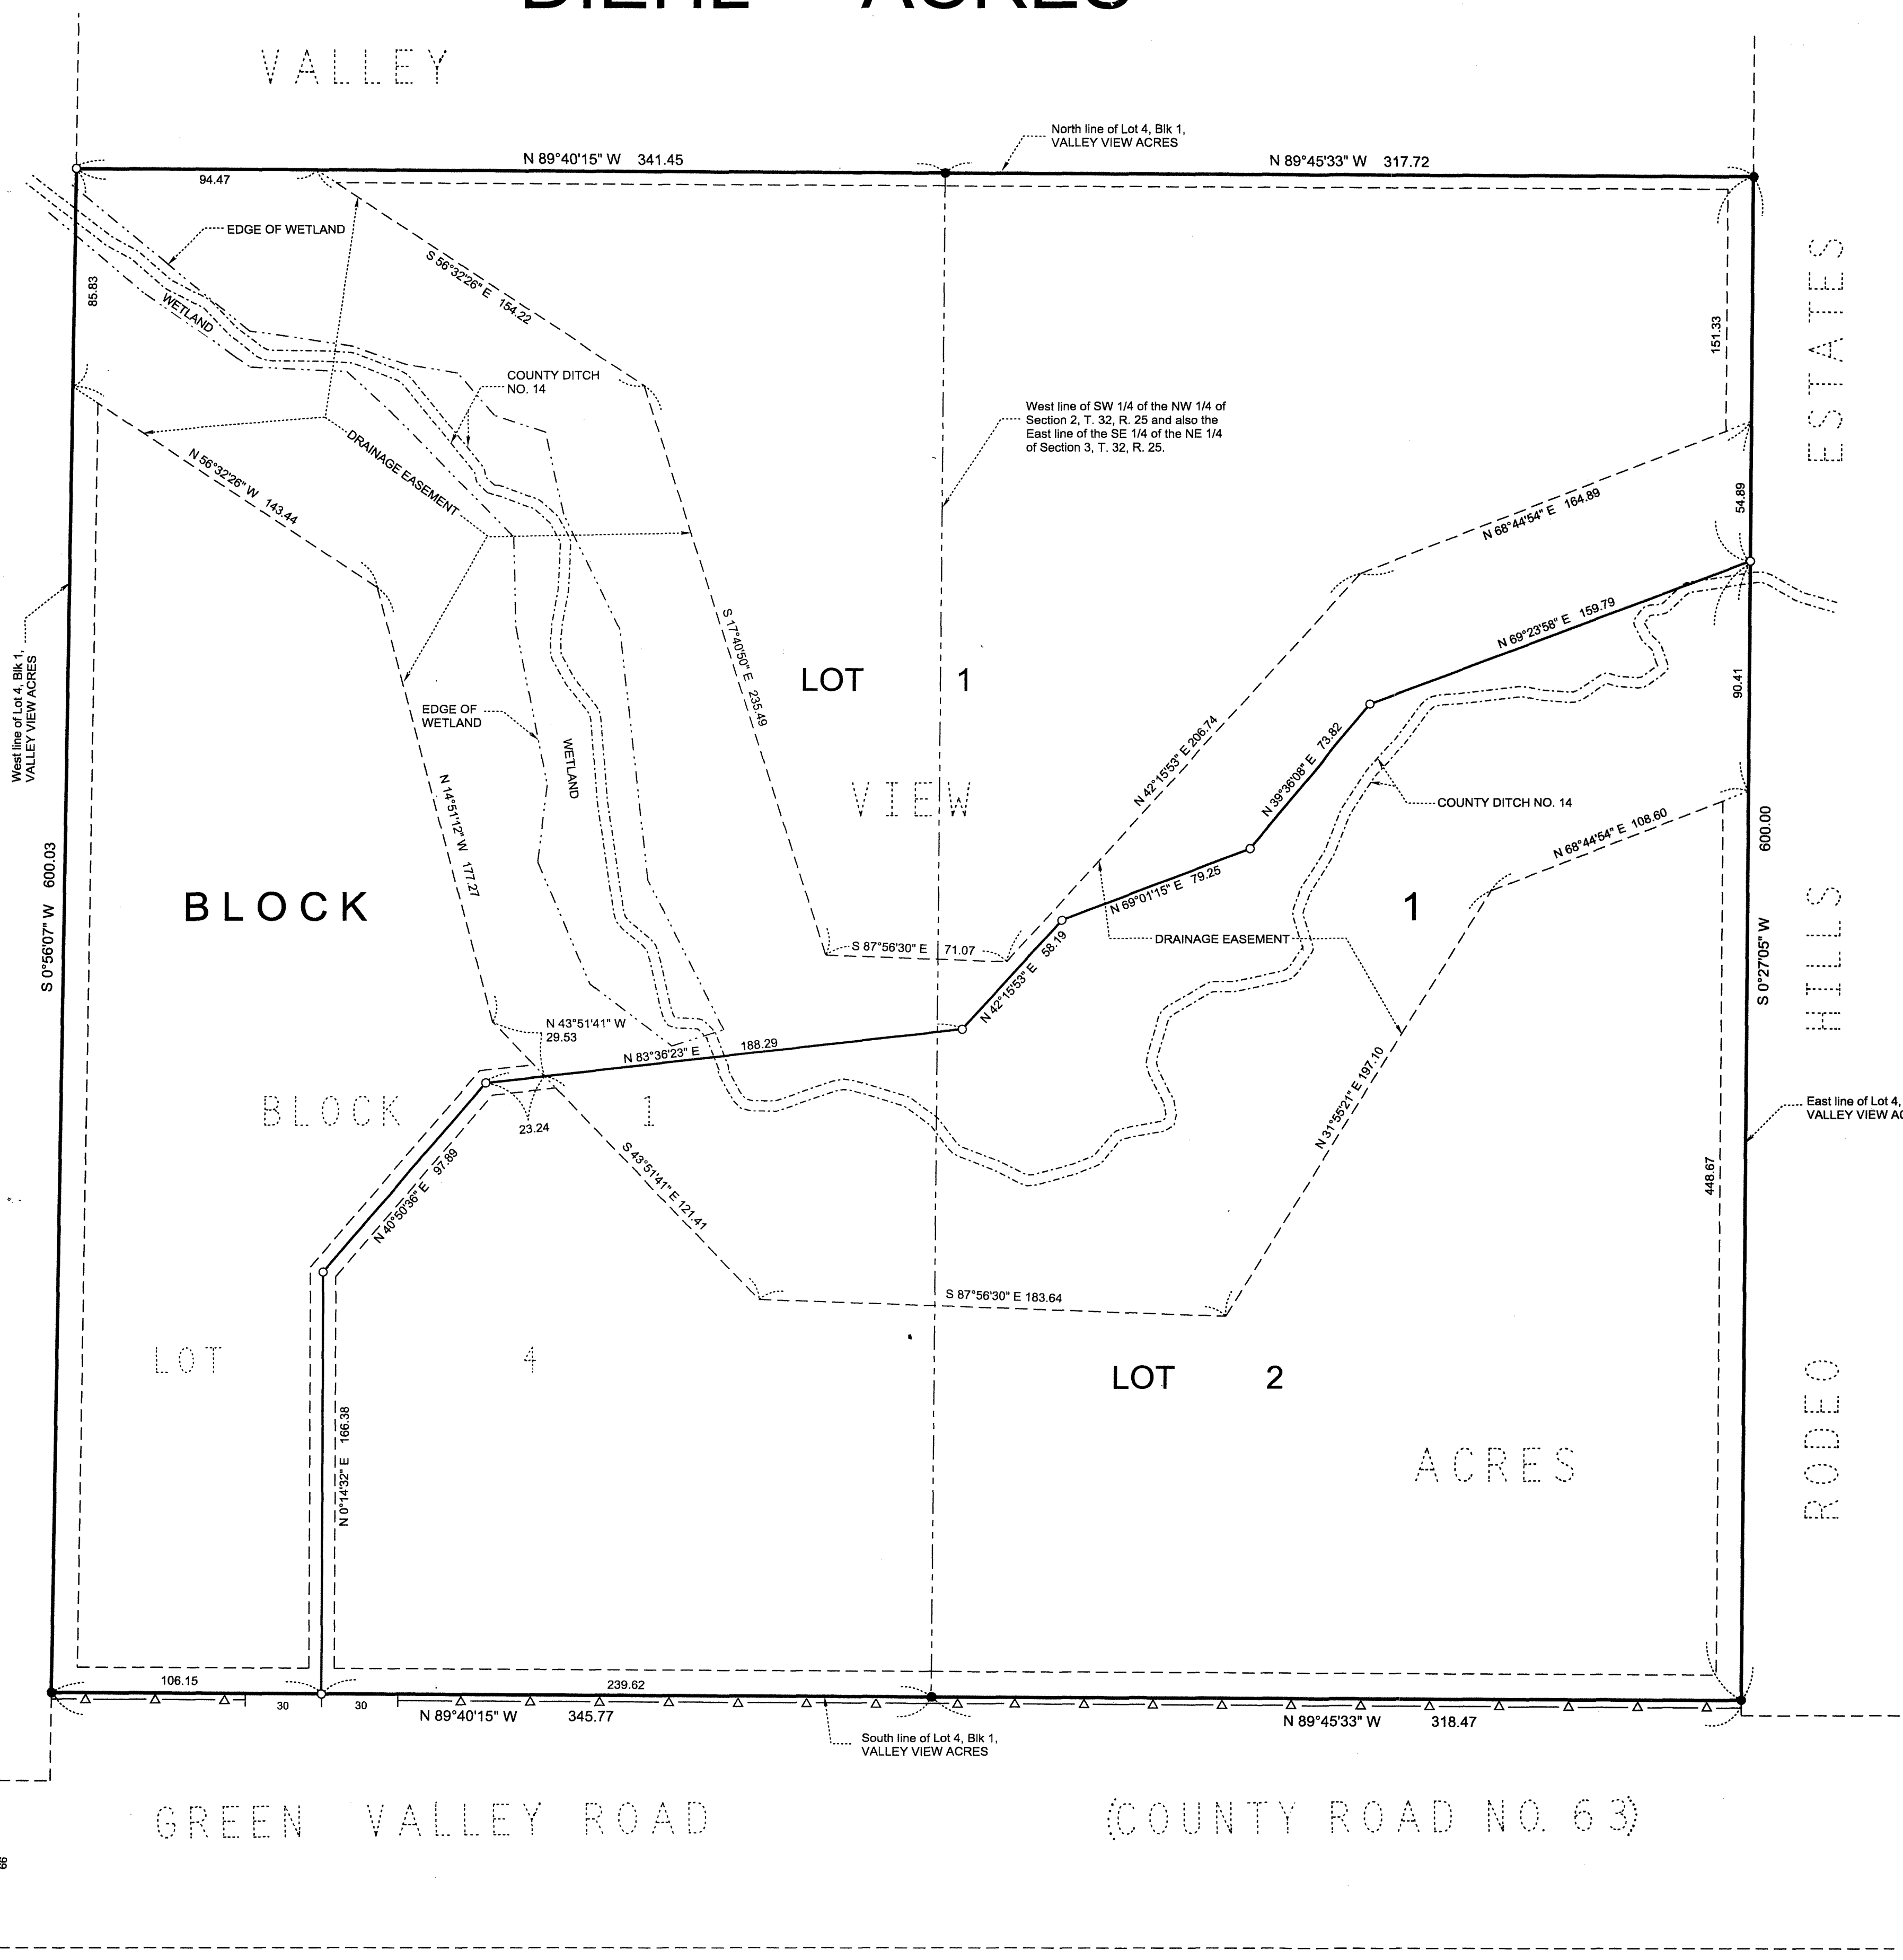 DIEHL ACRES
VALLEY
North line of Lot 4, Blk 1,
VALLEY VIEW ACRES
N 89°40'15" W 341.45
N 89°45'33" W 317.72
94.47
EDGE OF WETLAND
S 56°32'26" E 154.22
85.83
WETLAND
151.33
ESTATES
COUNTY DITCH
NO. 14
West line of SW 1/4 of the NW 1/4 of
Section 2, T. 32, R. 25 and also the
East line of the SE 1/4 of the NE 1/4
of Section 3, T. 32, R. 25.
DRAINAGE EASEMENT
N 56°32'26" W 143.44
54.89
N 68°44'54" E 164.89
N 69°23'58" E 159.79
West line of Lot 4, Blk 1,
VALLEY VIEW ACRES
S 17°40'50" E 235.49
LOT 1
90.41
EDGE OF
WETLAND
WETLAND
N 42°15'53" E 206.74
N 39°36'08" E 73.82
VIEW
COUNTY DITCH NO. 14
N 14°51'12" W 177.27
N 68°44'54" E 108.60
600.00
S 0°27'05" W
S 0°56'07" W 600.03
BLOCK 1
N 69°01'15" E 79.25
DRAINAGE EASEMENT
S 87°56'30" E 71.07
N 42°15'53" E 58.19
HILLS
N 43°51'41" W
29.53
N 83°36'23" E 188.29
BLOCK 1
23.24
N 31°55'21" E 197.10
East line of Lot 4,
VALLEY VIEW AC
N 40°50'36" E 97.89
S 43°51'41" E 121.41
448.67
S 87°56'30" E 183.64
LOT 4
LOT 2
RODEO
N 0°14'32" E 166.38
ACRES
106.15
30
30
239.62
N 89°40'15" W 345.77
N 89°45'33" W 318.47
South line of Lot 4, Blk 1,
VALLEY VIEW ACRES
GREEN VALLEY ROAD (COUNTY ROAD NO. 63)
66